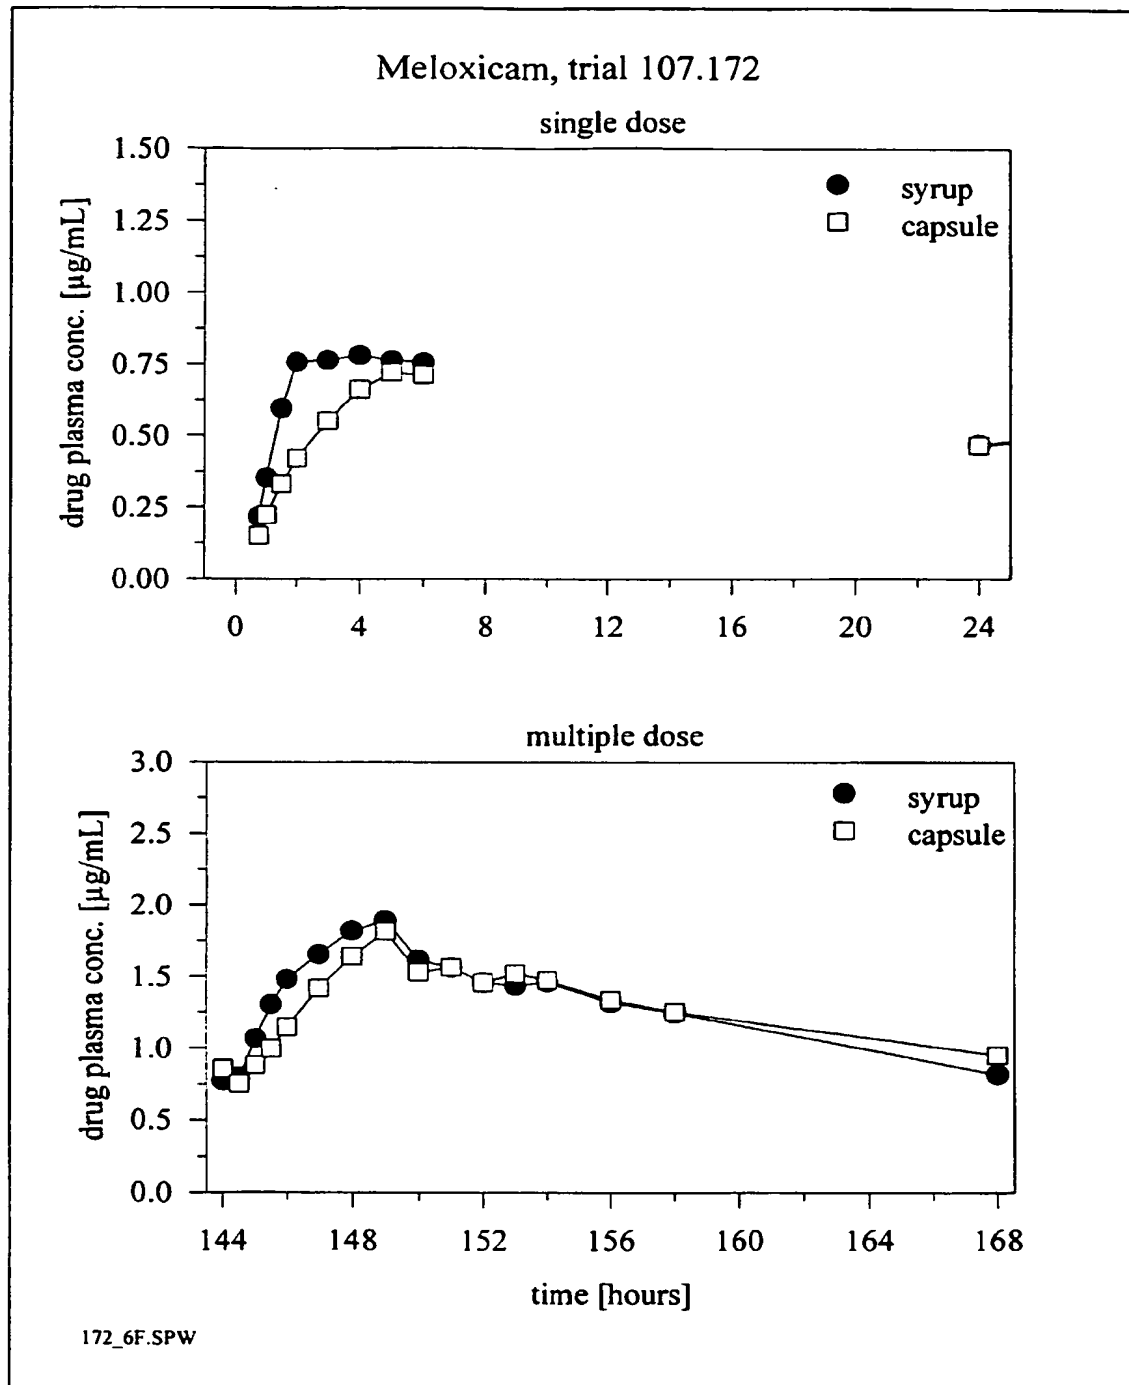 Meloxicam, trial 107.172
single dose
1.50
1.25
1.00
0.75
0.50
0.25
0.00
drug plasma conc. [µg/mL]
syrup
capsule
0 4 8 12 16 20 24
multiple dose
3.0
2.5
2.0
1.5
1.0
0.5
0.0
drug plasma conc. [µg/mL]
syrup
capsule
144 148 152 156 160 164 168
time [hours]
172_6F.SPW